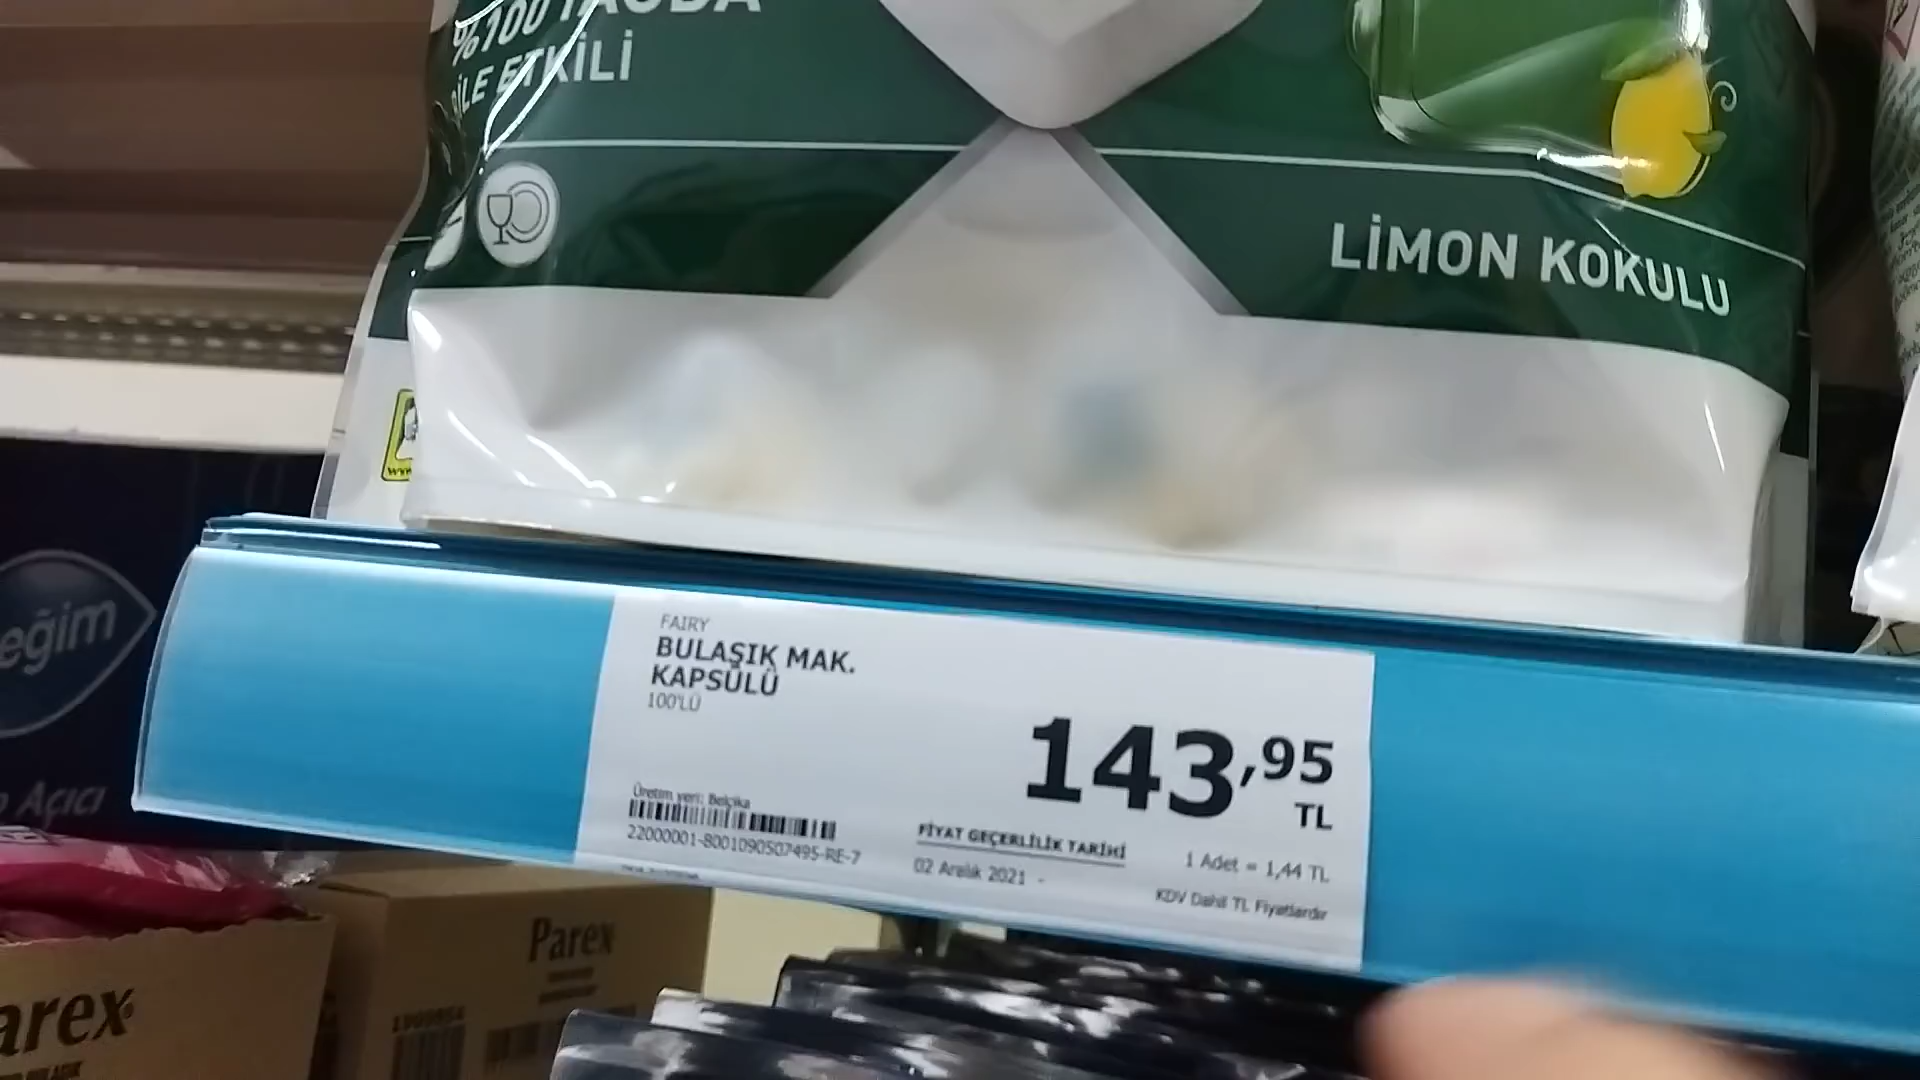 %100
İLE ETKİLİ
LİMON KOKULU
eğim
Açıcı
FAIRY
BULAŞIK MAK.
KAPSÜLÜ
100'LÜ
143,95
TL
Üretim yeri: Belçika
22000001-8001090507495-RE-7
FİYAT GEÇERLİLİK TARİHİ
02 Aralık 2021 -
1 Adet = 1,44 TL
KDV Dahil TL Fiyatlarıdır
Parex
arex